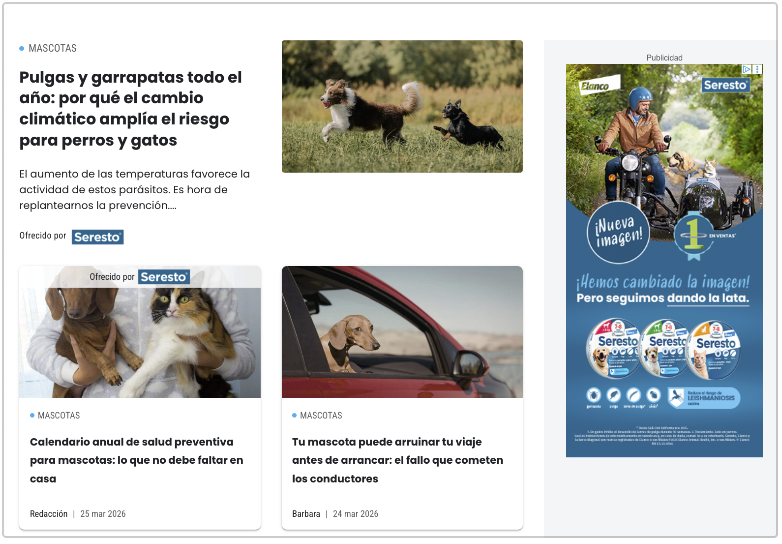 MASCOTAS
Pulgas y garrapatas todo el
año: por qué el cambio
climático amplía el riesgo
para perros y gatos
El aumento de las temperaturas favorece la
actividad de estos parásitos. Es hora de
replantearnos la prevención....
Ofrecido por Seresto
Ofrecido por Seresto
MASCOTAS
Calendario anual de salud preventiva
para mascotas: lo que no debe faltar en
casa
Redacción | 25 mar 2026
MASCOTAS
Tu mascota puede arruinar tu viaje
antes de arrancar: el fallo que cometen
los conductores
Barbara | 24 mar 2026
Publicidad
Elanco
Seresto
¡Nueva
imagen!
1
EN VENTAS
¡Hemos cambiado la imagen!
Pero seguimos dando la lata.
Seresto
Seresto
Seresto
LEISHMANIOSIS